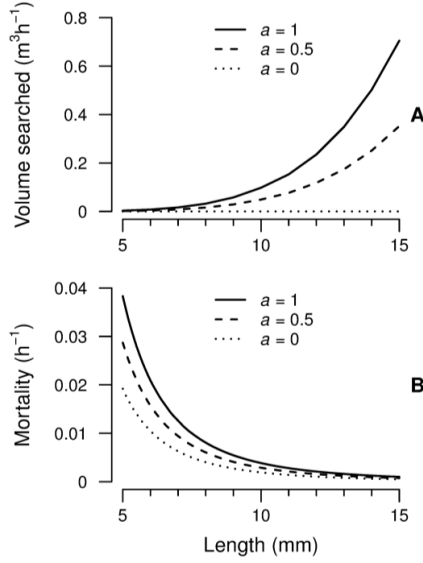 0.8
0.6
0.4
0.2
0
Volume searched (m³h⁻¹)
a = 1
a = 0.5
a = 0
A
5 10 15
0.04
0.03
0.02
0.01
0
Mortality (h⁻¹)
a = 1
a = 0.5
a = 0
B
5 10 15
Length (mm)